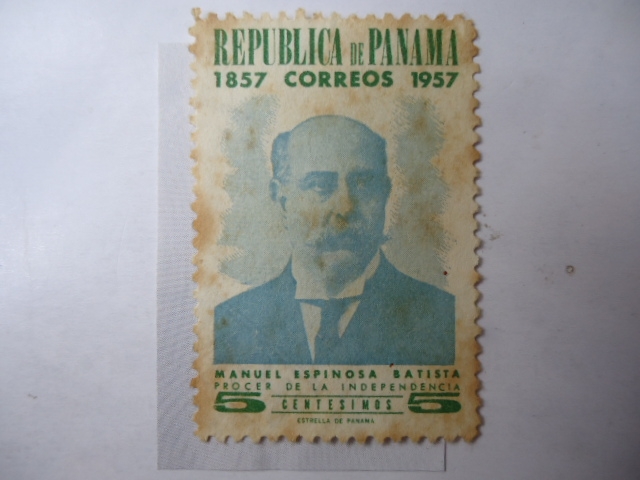 REPUBLICA DE PANAMA
1857 CORREOS 1957
MANUEL ESPINOSA BATISTA
PROCER DE LA INDEPENDENCIA
5 CENTESIMOS 5
ESTRELLA DE PANAMA